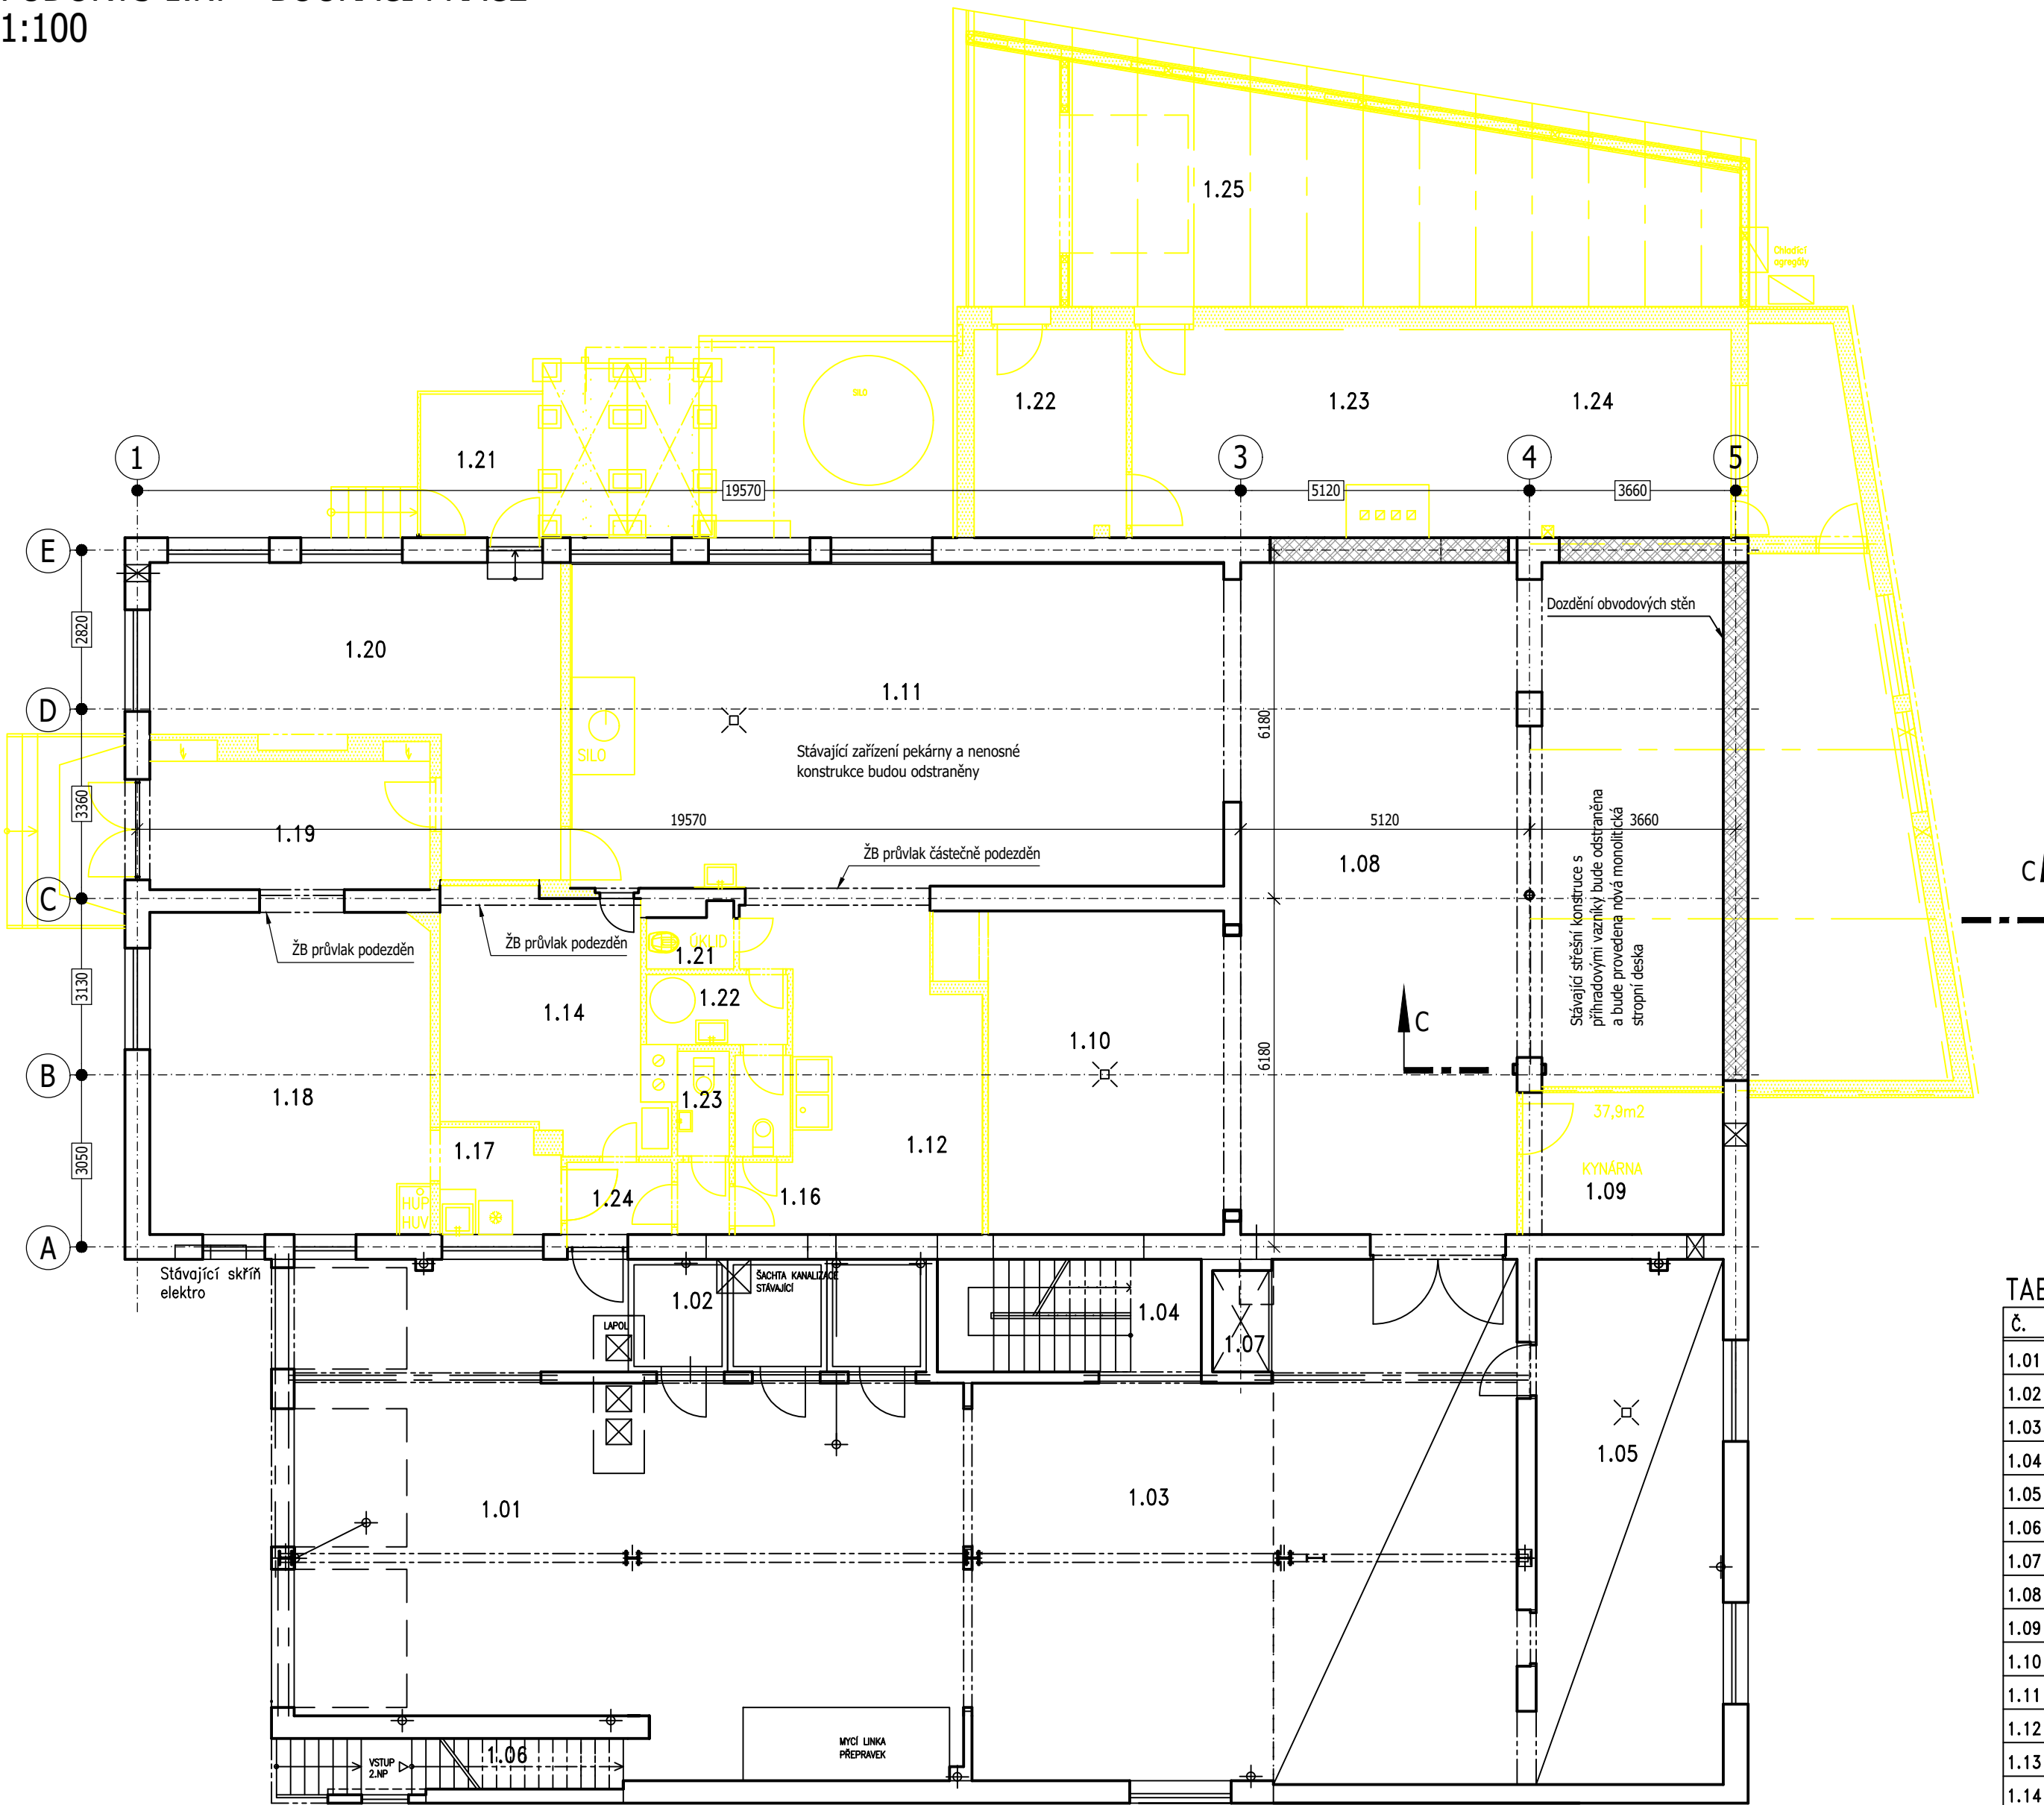 1:100
1.25
Chladící
agregáty
SILO
1.22
1.23
1.24
1.21
1
3
4
5
19570
5120
3660
E
D
C
B
A
2820
3360
3130
3050
Dozdění obvodových stěn
1.20
1.11
SILO
Stávající zařízení pekárny a nenosné
konstrukce budou odstraněny
6180
1.19
19570
5120
3660
ŽB průvlak částečně podezděn
1.08
Stávající střešní konstrukce s
příhradovými vazníky bude odstraněna
a bude provedena nová monolitická
stropní deska
C
ŽB průvlak podezděn
ŽB průvlak podezděn
ÚKLID
1.21
1.22
1.14
1.10
C
6180
1.18
1.23
1.12
37,9m2
1.17
KYNÁRNA
1.09
1.24
1.16
HUP
HUV
Stávající skříň
elektro
ŠACHTA KANALIZACE
STÁVAJÍCÍ
1.02
LAPOL
1.04
1.07
1.05
1.01
1.03
MYCÍ LINKA
PŘEPRAVEK
VSTUP
2.NP
1.06
TAB
Č.
1.01
1.02
1.03
1.04
1.05
1.06
1.07
1.08
1.09
1.10
1.11
1.12
1.13
1.14